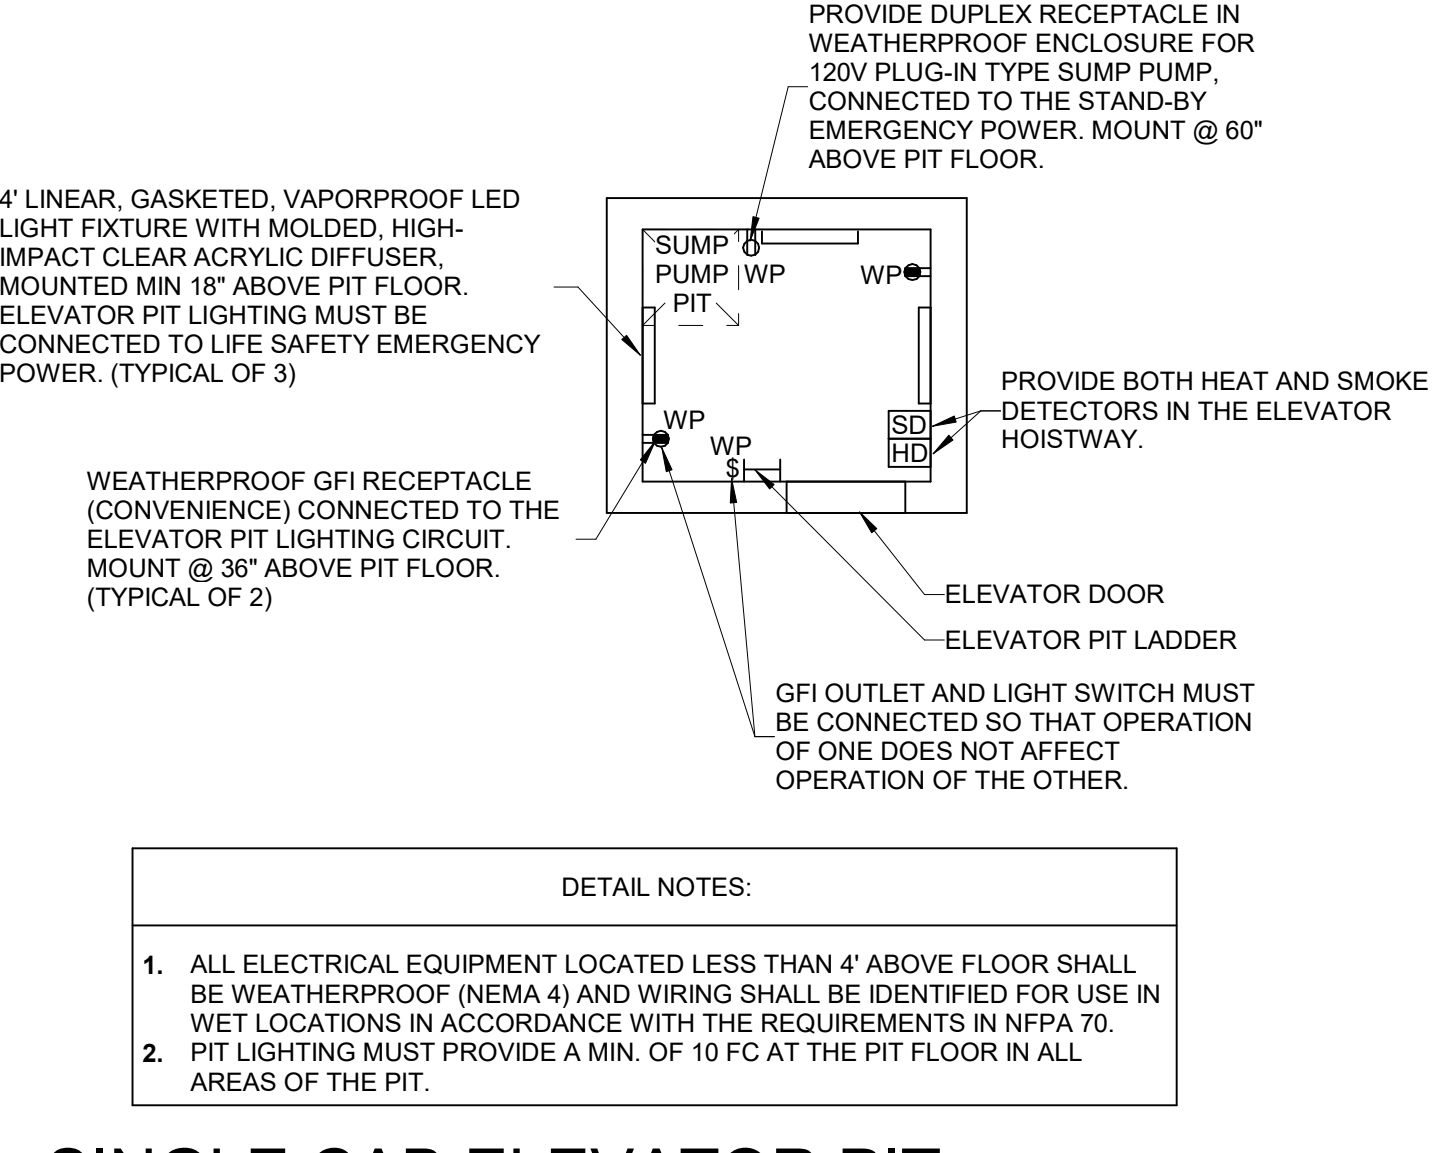 PROVIDE DUPLEX RECEPTACLE IN
WEATHERPROOF ENCLOSURE FOR
120V PLUG-IN TYPE SUMP PUMP,
CONNECTED TO THE STAND-BY
EMERGENCY POWER. MOUNT @ 60"
ABOVE PIT FLOOR.
4' LINEAR, GASKETED, VAPORPROOF LED
LIGHT FIXTURE WITH MOLDED, HIGH-
IMPACT CLEAR ACRYLIC DIFFUSER,
MOUNTED MIN 18" ABOVE PIT FLOOR.
ELEVATOR PIT LIGHTING MUST BE
CONNECTED TO LIFE SAFETY EMERGENCY
POWER. (TYPICAL OF 3)
SUMP
PUMP
PIT
WP
WP
PROVIDE BOTH HEAT AND SMOKE
DETECTORS IN THE ELEVATOR
HOISTWAY.
SD
HD
WP
WP
$
WEATHERPROOF GFI RECEPTACLE
(CONVENIENCE) CONNECTED TO THE
ELEVATOR PIT LIGHTING CIRCUIT.
MOUNT @ 36" ABOVE PIT FLOOR.
(TYPICAL OF 2)
ELEVATOR DOOR
ELEVATOR PIT LADDER
GFI OUTLET AND LIGHT SWITCH MUST
BE CONNECTED SO THAT OPERATION
OF ONE DOES NOT AFFECT
OPERATION OF THE OTHER.
DETAIL NOTES:
1. ALL ELECTRICAL EQUIPMENT LOCATED LESS THAN 4' ABOVE FLOOR SHALL
BE WEATHERPROOF (NEMA 4) AND WIRING SHALL BE IDENTIFIED FOR USE IN
WET LOCATIONS IN ACCORDANCE WITH THE REQUIREMENTS IN NFPA 70.
2. PIT LIGHTING MUST PROVIDE A MIN. OF 10 FC AT THE PIT FLOOR IN ALL
AREAS OF THE PIT.
SINGLE CAR ELEVATOR PIT